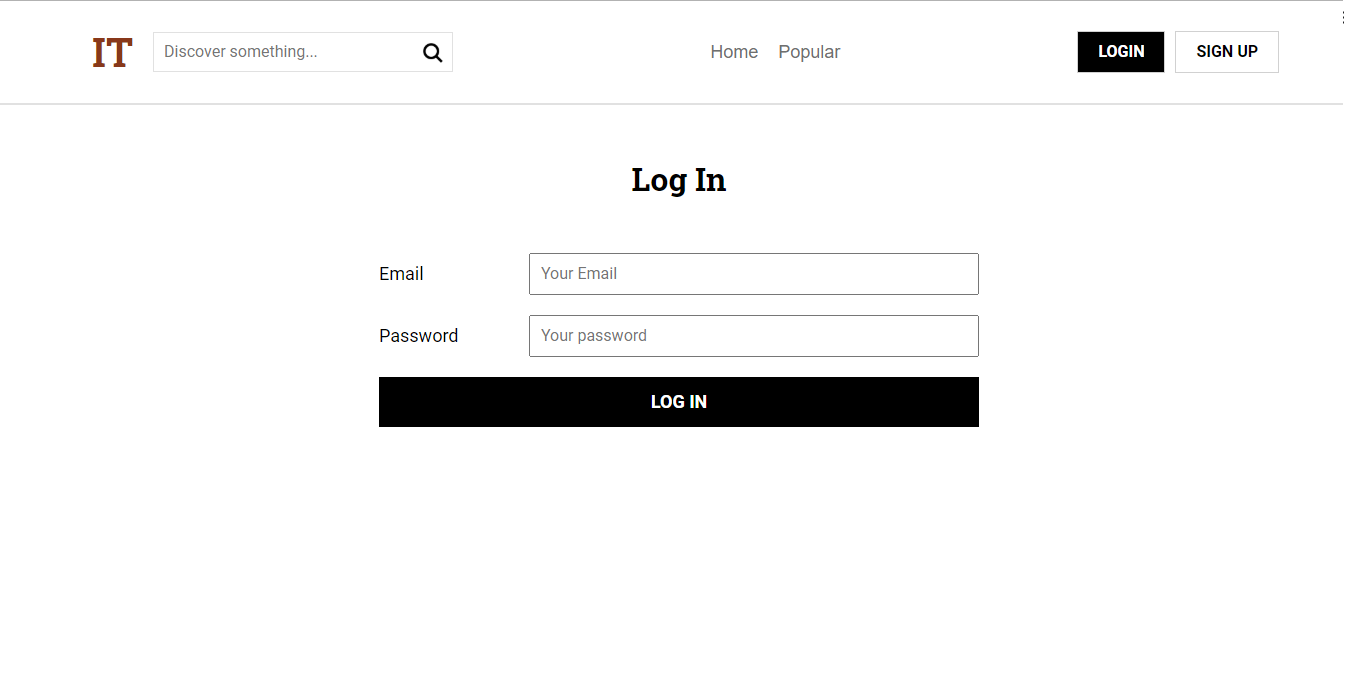 IT Discover something... Home Popular LOGIN SIGN UP
Log In
Email Your Email
Password Your password
LOG IN